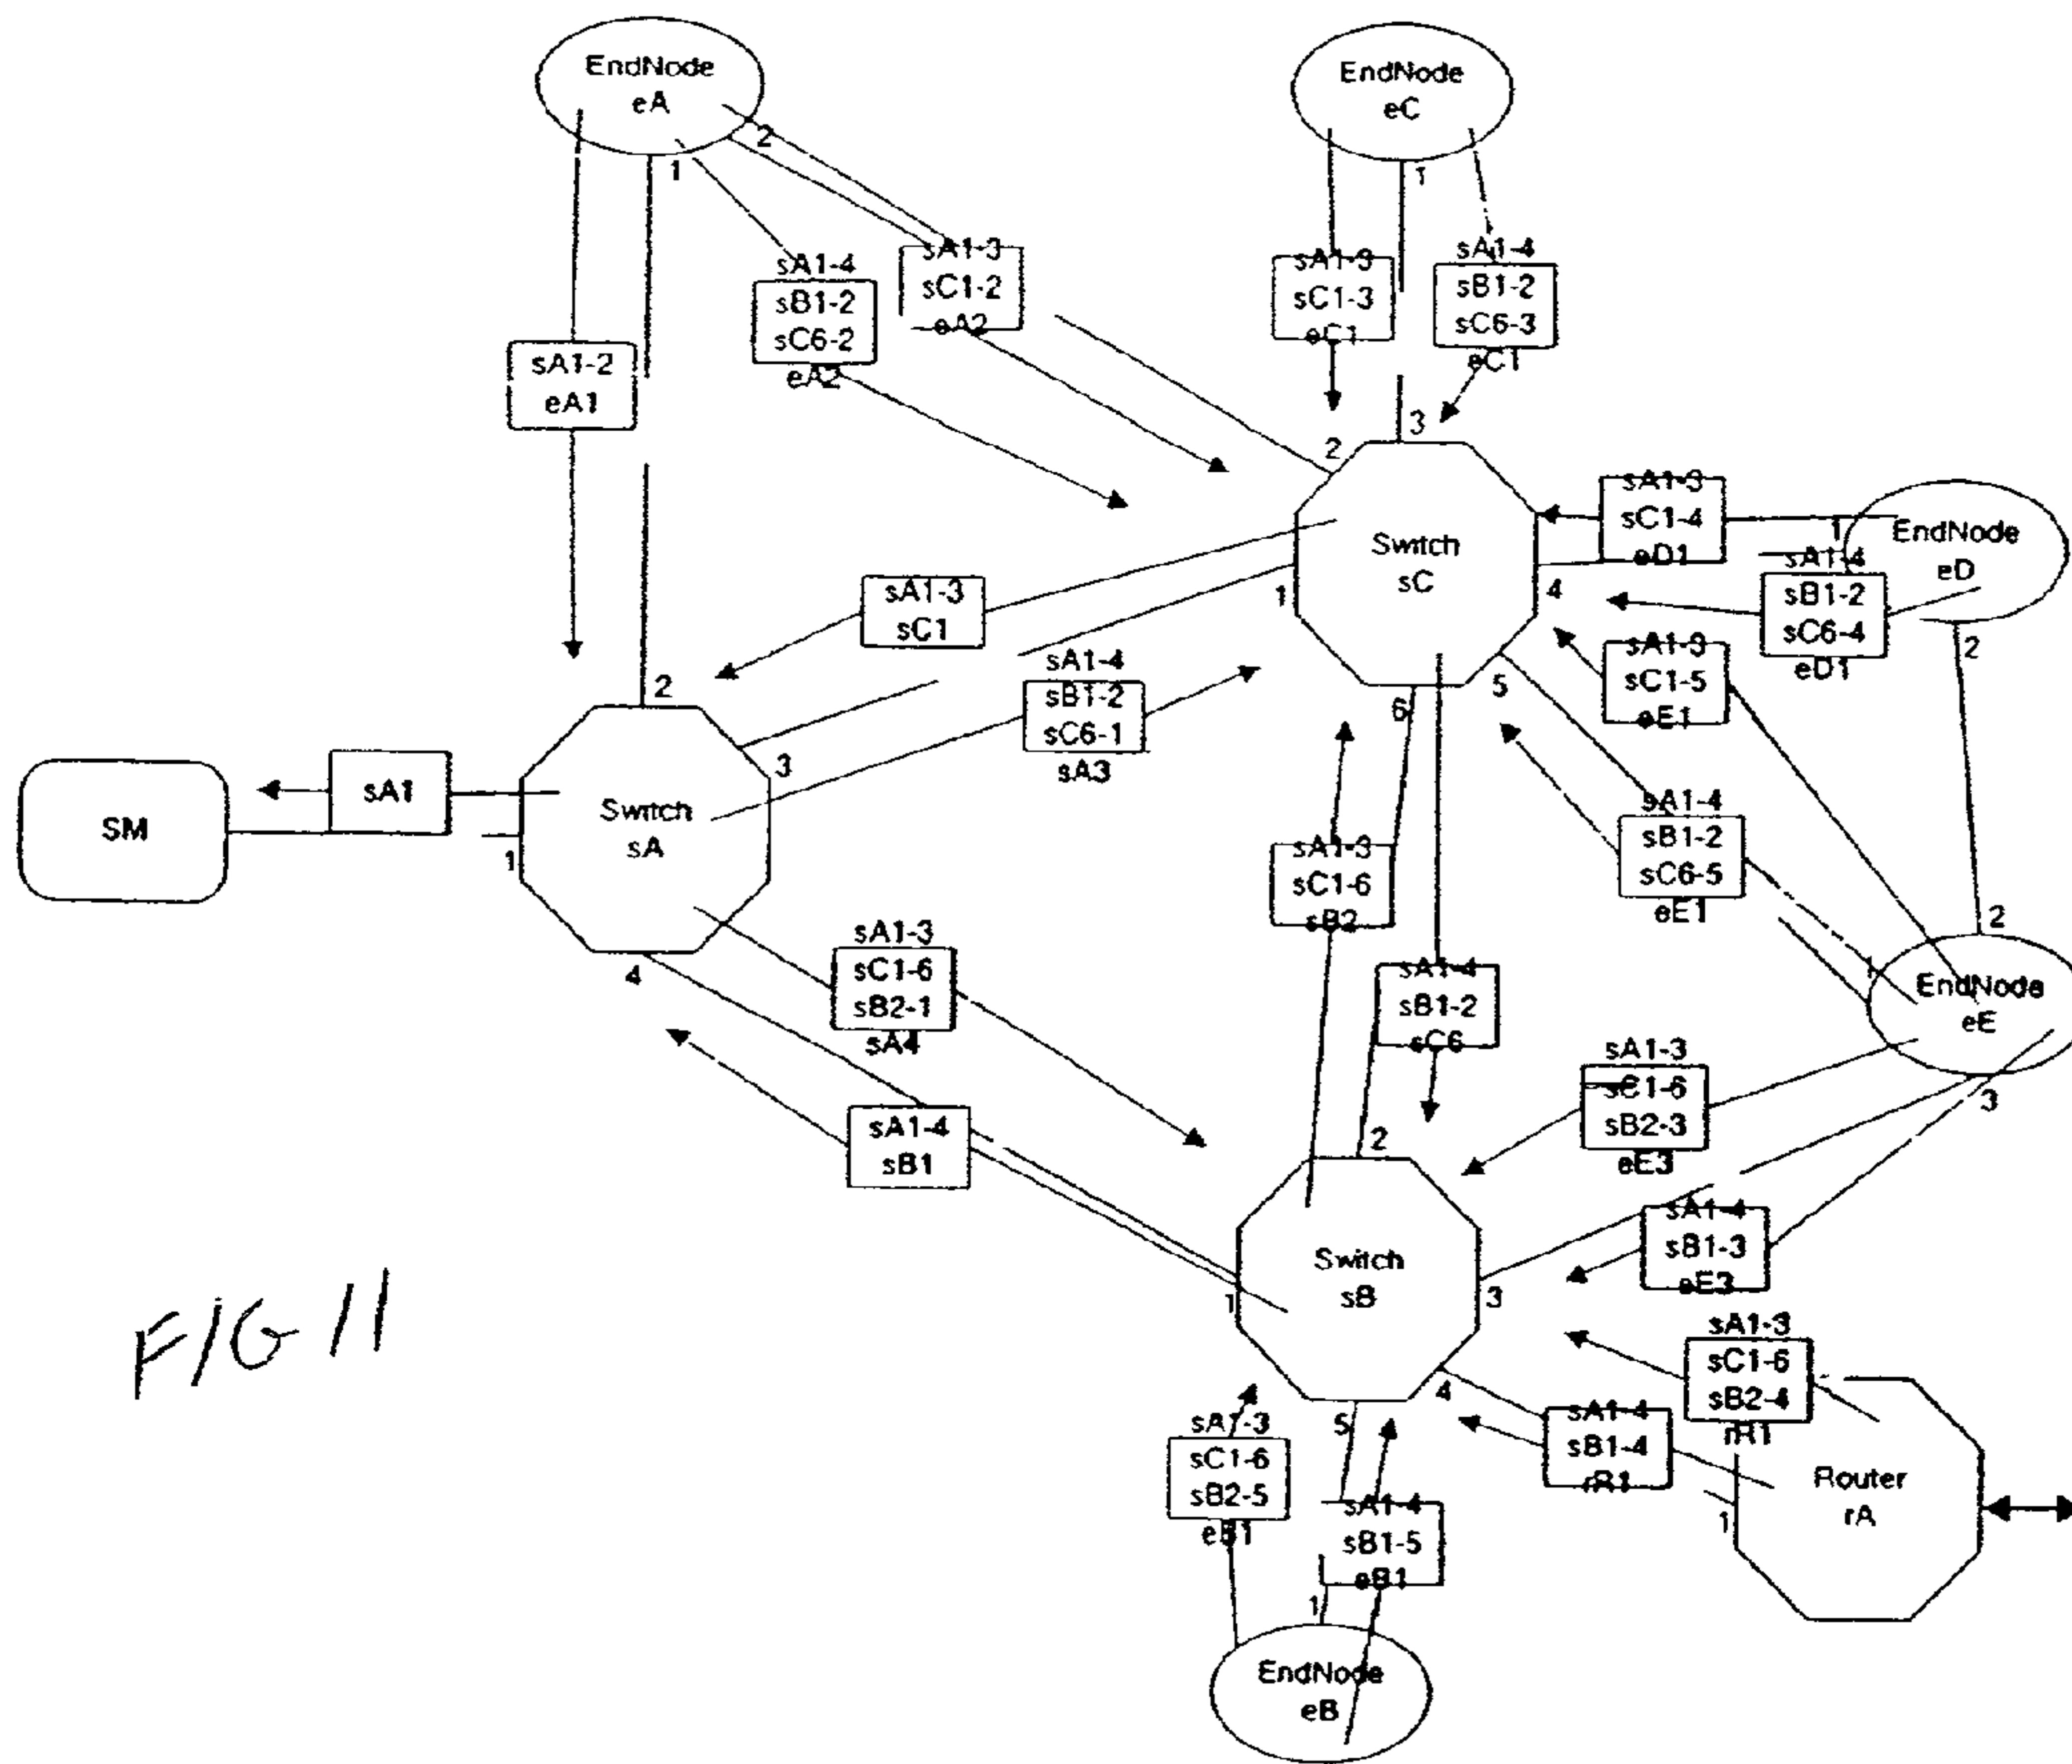 EndNode
eA
1
2
EndNode
eC
1
sA1-2
eA1
sA1-4
sB1-2
sC6-2
eA2
sA1-3
sC1-2
eA2
sA1-3
sC1-3
eC1
sA1-4
sB1-2
sC6-3
eC1
2
3
Switch
sC
1
4
5
6
sA1-3
sC1-4
eD1
1
EndNode
eD
2
sA1-4
sB1-2
sC6-4
eD1
sA1-3
sC1-5
eE1
sA1-3
sC1
sA1-4
sB1-2
sC6-1
sA3
SM
sA1
2
3
Switch
sA
1
4
sA1-3
sC1-6
sB2
sA1-4
sB1-2
sC6-5
eE1
2
1
EndNode
eE
3
sA1-3
sC1-6
sB2-1
sA4
sA1-4
sB1-2
sC6
sA1-3
sC1-6
sB2-3
eE3
sA1-4
sB1
2
Switch
sB
1
3
4
5
sA1-4
sB1-3
eE3
sA1-3
sC1-6
sB2-4
rR1
sA1-4
sB1-4
rR1
Router
rA
1
sA1-3
sC1-6
sB2-5
eB1
sA1-4
sB1-5
eB1
1
EndNode
eB
FIG 11